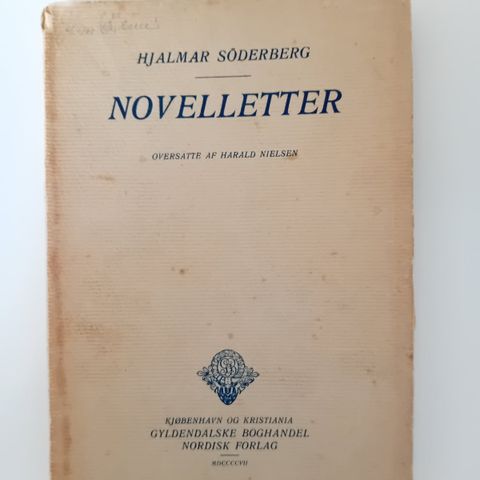 HJALMAR SÖDERBERG
NOVELLETTER
OVERSATTE AF HARALD NIELSEN
KJØBENHAVN OG KRISTIANIA
GYLDENDALSKE BOGHANDEL
NORDISK FORLAG
MDCCCCVII